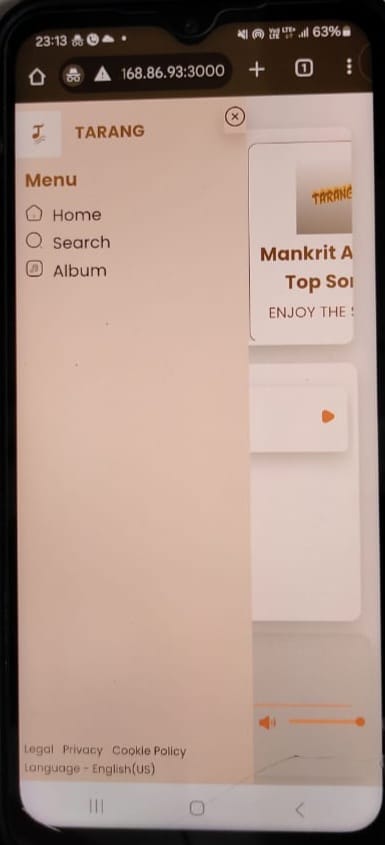 23:13
63%
168.86.93:3000
1
TARANG
Menu
Home
Search
Album
TARANG
Mankrit A
Top So
ENJOY THE
Legal Privacy Cookie Policy
Language - English(US)